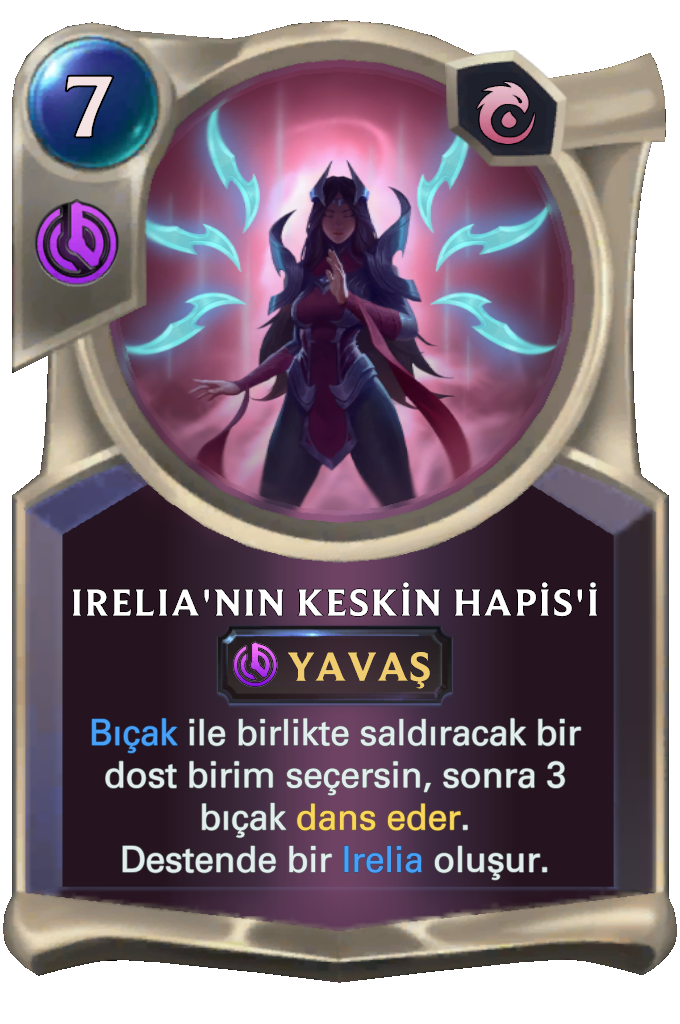 7
IRELIA'NIN KESKİN HAPİS'İ
YAVAŞ
Bıçak ile birlikte saldıracak bir
dost birim seçersin, sonra 3
bıçak dans eder.
Destende bir Irelia oluşur.